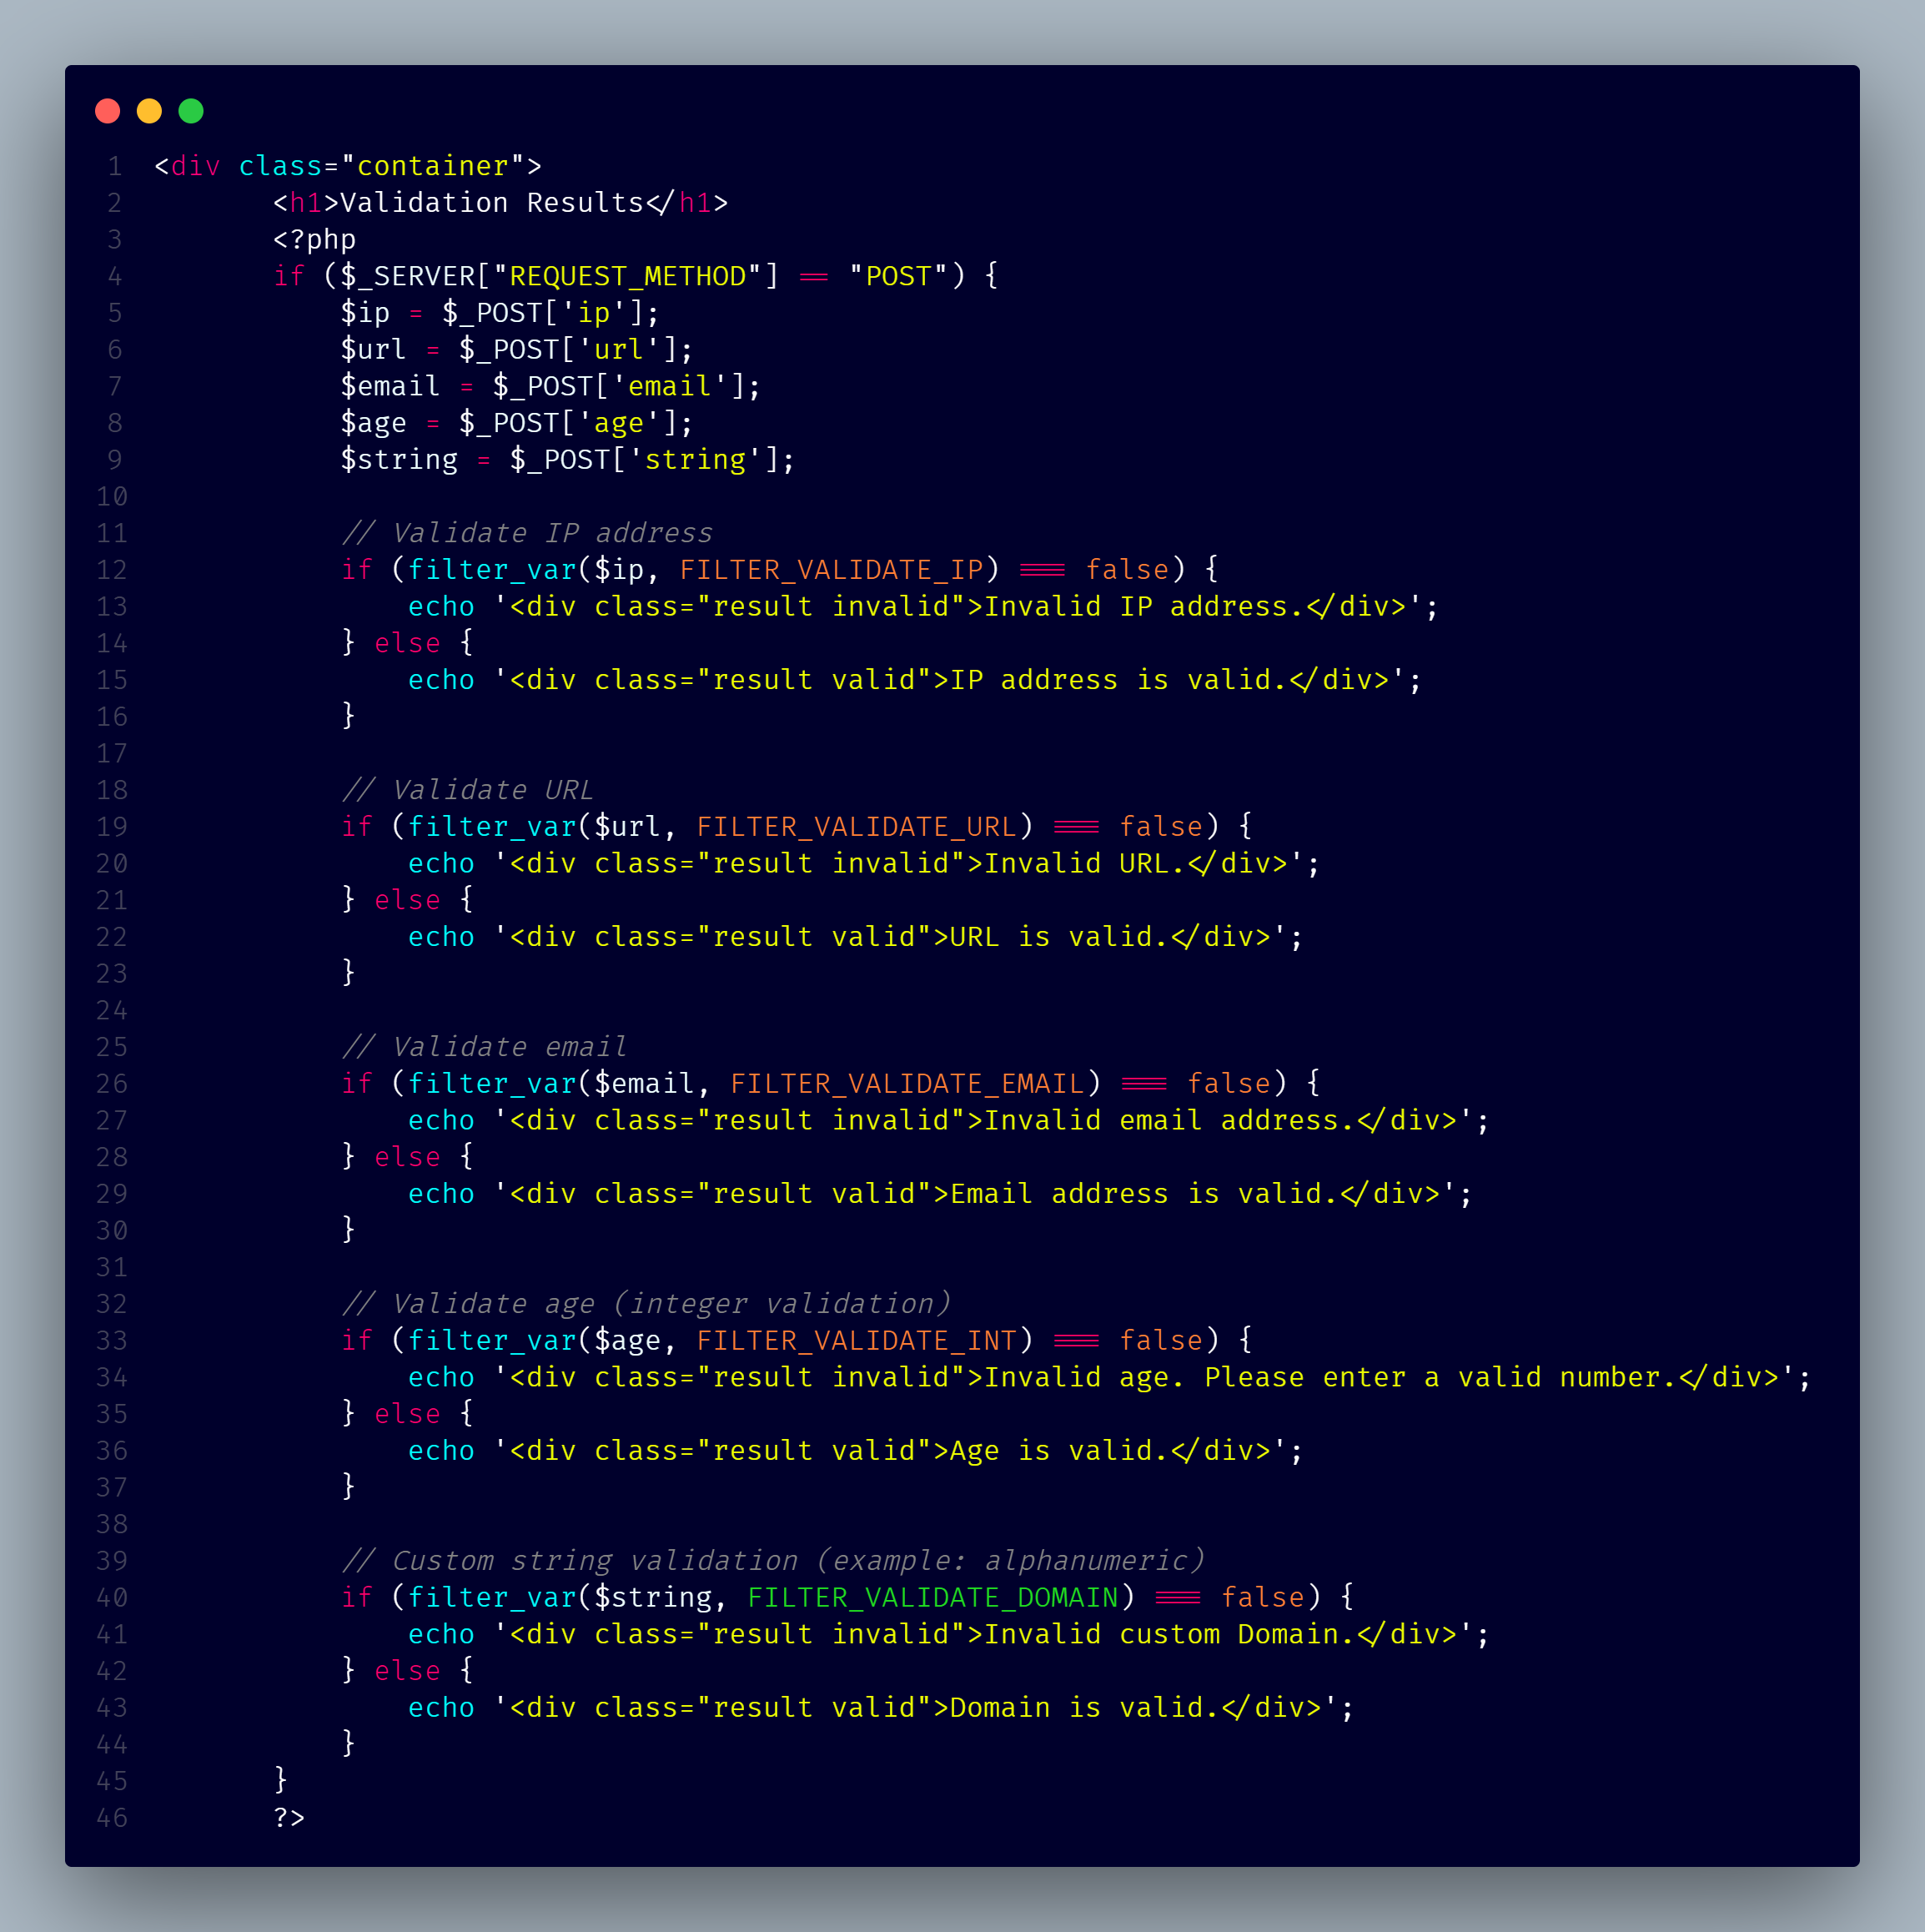 1 <div class="container">
2         <h1>Validation Results</h1>
3         <?php
4         if ($_SERVER["REQUEST_METHOD"] == "POST") {
5             $ip = $_POST['ip'];
6             $url = $_POST['url'];
7             $email = $_POST['email'];
8             $age = $_POST['age'];
9             $string = $_POST['string'];
10
11             // Validate IP address
12             if (filter_var($ip, FILTER_VALIDATE_IP) === false) {
13                 echo '<div class="result invalid">Invalid IP address.</div>';
14             } else {
15                 echo '<div class="result valid">IP address is valid.</div>';
16             }
17
18             // Validate URL
19             if (filter_var($url, FILTER_VALIDATE_URL) === false) {
20                 echo '<div class="result invalid">Invalid URL.</div>';
21             } else {
22                 echo '<div class="result valid">URL is valid.</div>';
23             }
24
25             // Validate email
26             if (filter_var($email, FILTER_VALIDATE_EMAIL) === false) {
27                 echo '<div class="result invalid">Invalid email address.</div>';
28             } else {
29                 echo '<div class="result valid">Email address is valid.</div>';
30             }
31
32             // Validate age (integer validation)
33             if (filter_var($age, FILTER_VALIDATE_INT) === false) {
34                 echo '<div class="result invalid">Invalid age. Please enter a valid number.</div>';
35             } else {
36                 echo '<div class="result valid">Age is valid.</div>';
37             }
38
39             // Custom string validation (example: alphanumeric)
40             if (filter_var($string, FILTER_VALIDATE_DOMAIN) === false) {
41                 echo '<div class="result invalid">Invalid custom Domain.</div>';
42             } else {
43                 echo '<div class="result valid">Domain is valid.</div>';
44             }
45         }
46         ?>